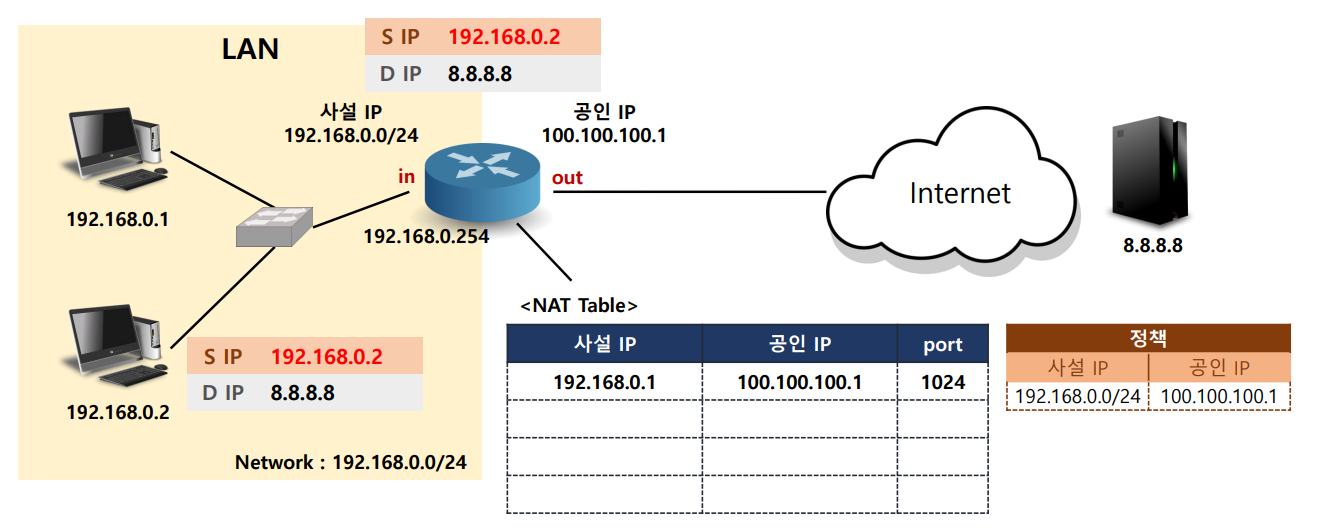 LAN
S IP 192.168.0.2
D IP 8.8.8.8
사설 IP
192.168.0.0/24
공인 IP
100.100.100.1
in
out
192.168.0.1
192.168.0.254
Internet
8.8.8.8
S IP 192.168.0.2
D IP 8.8.8.8
192.168.0.2
Network : 192.168.0.0/24
<NAT Table>
사설 IP 공인 IP port
192.168.0.1 100.100.100.1 1024
정책
사설 IP 공인 IP
192.168.0.0/24 100.100.100.1